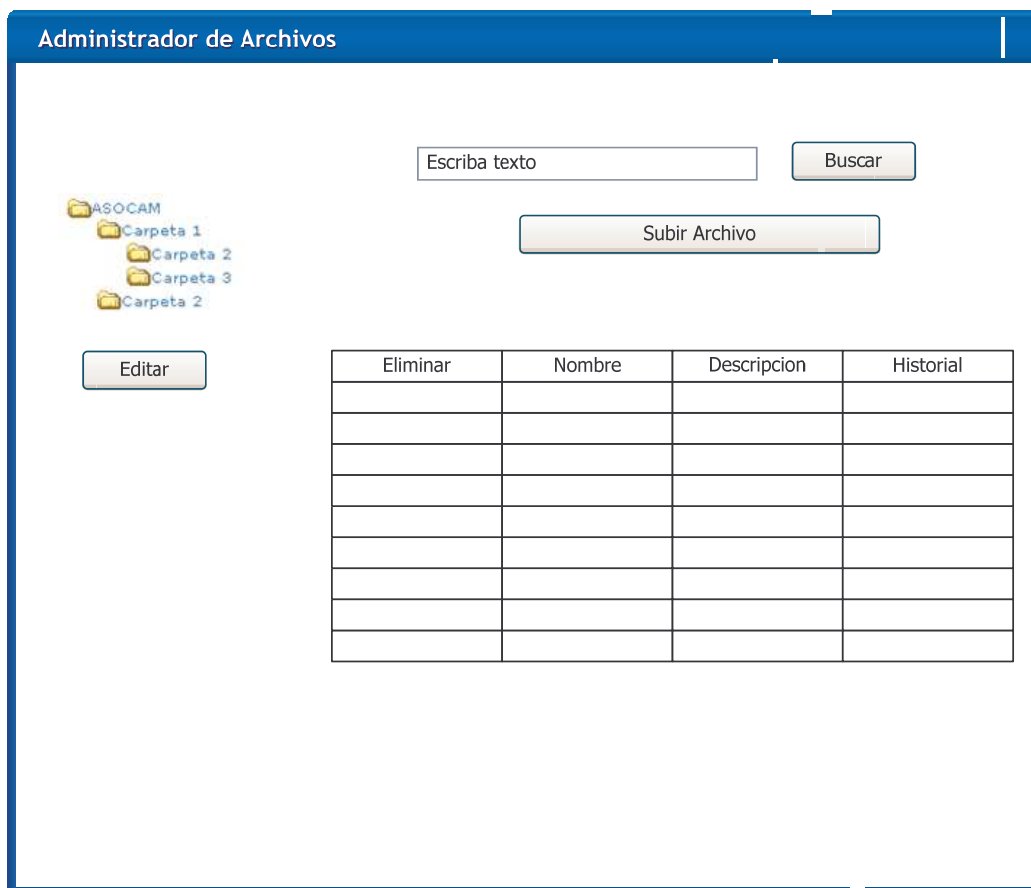 Administrador de Archivos
Escriba texto
Buscar
ASOCAM
Carpeta 1
Carpeta 2
Carpeta 3
Carpeta 2
Subir Archivo
Editar
Eliminar Nombre Descripcion Historial